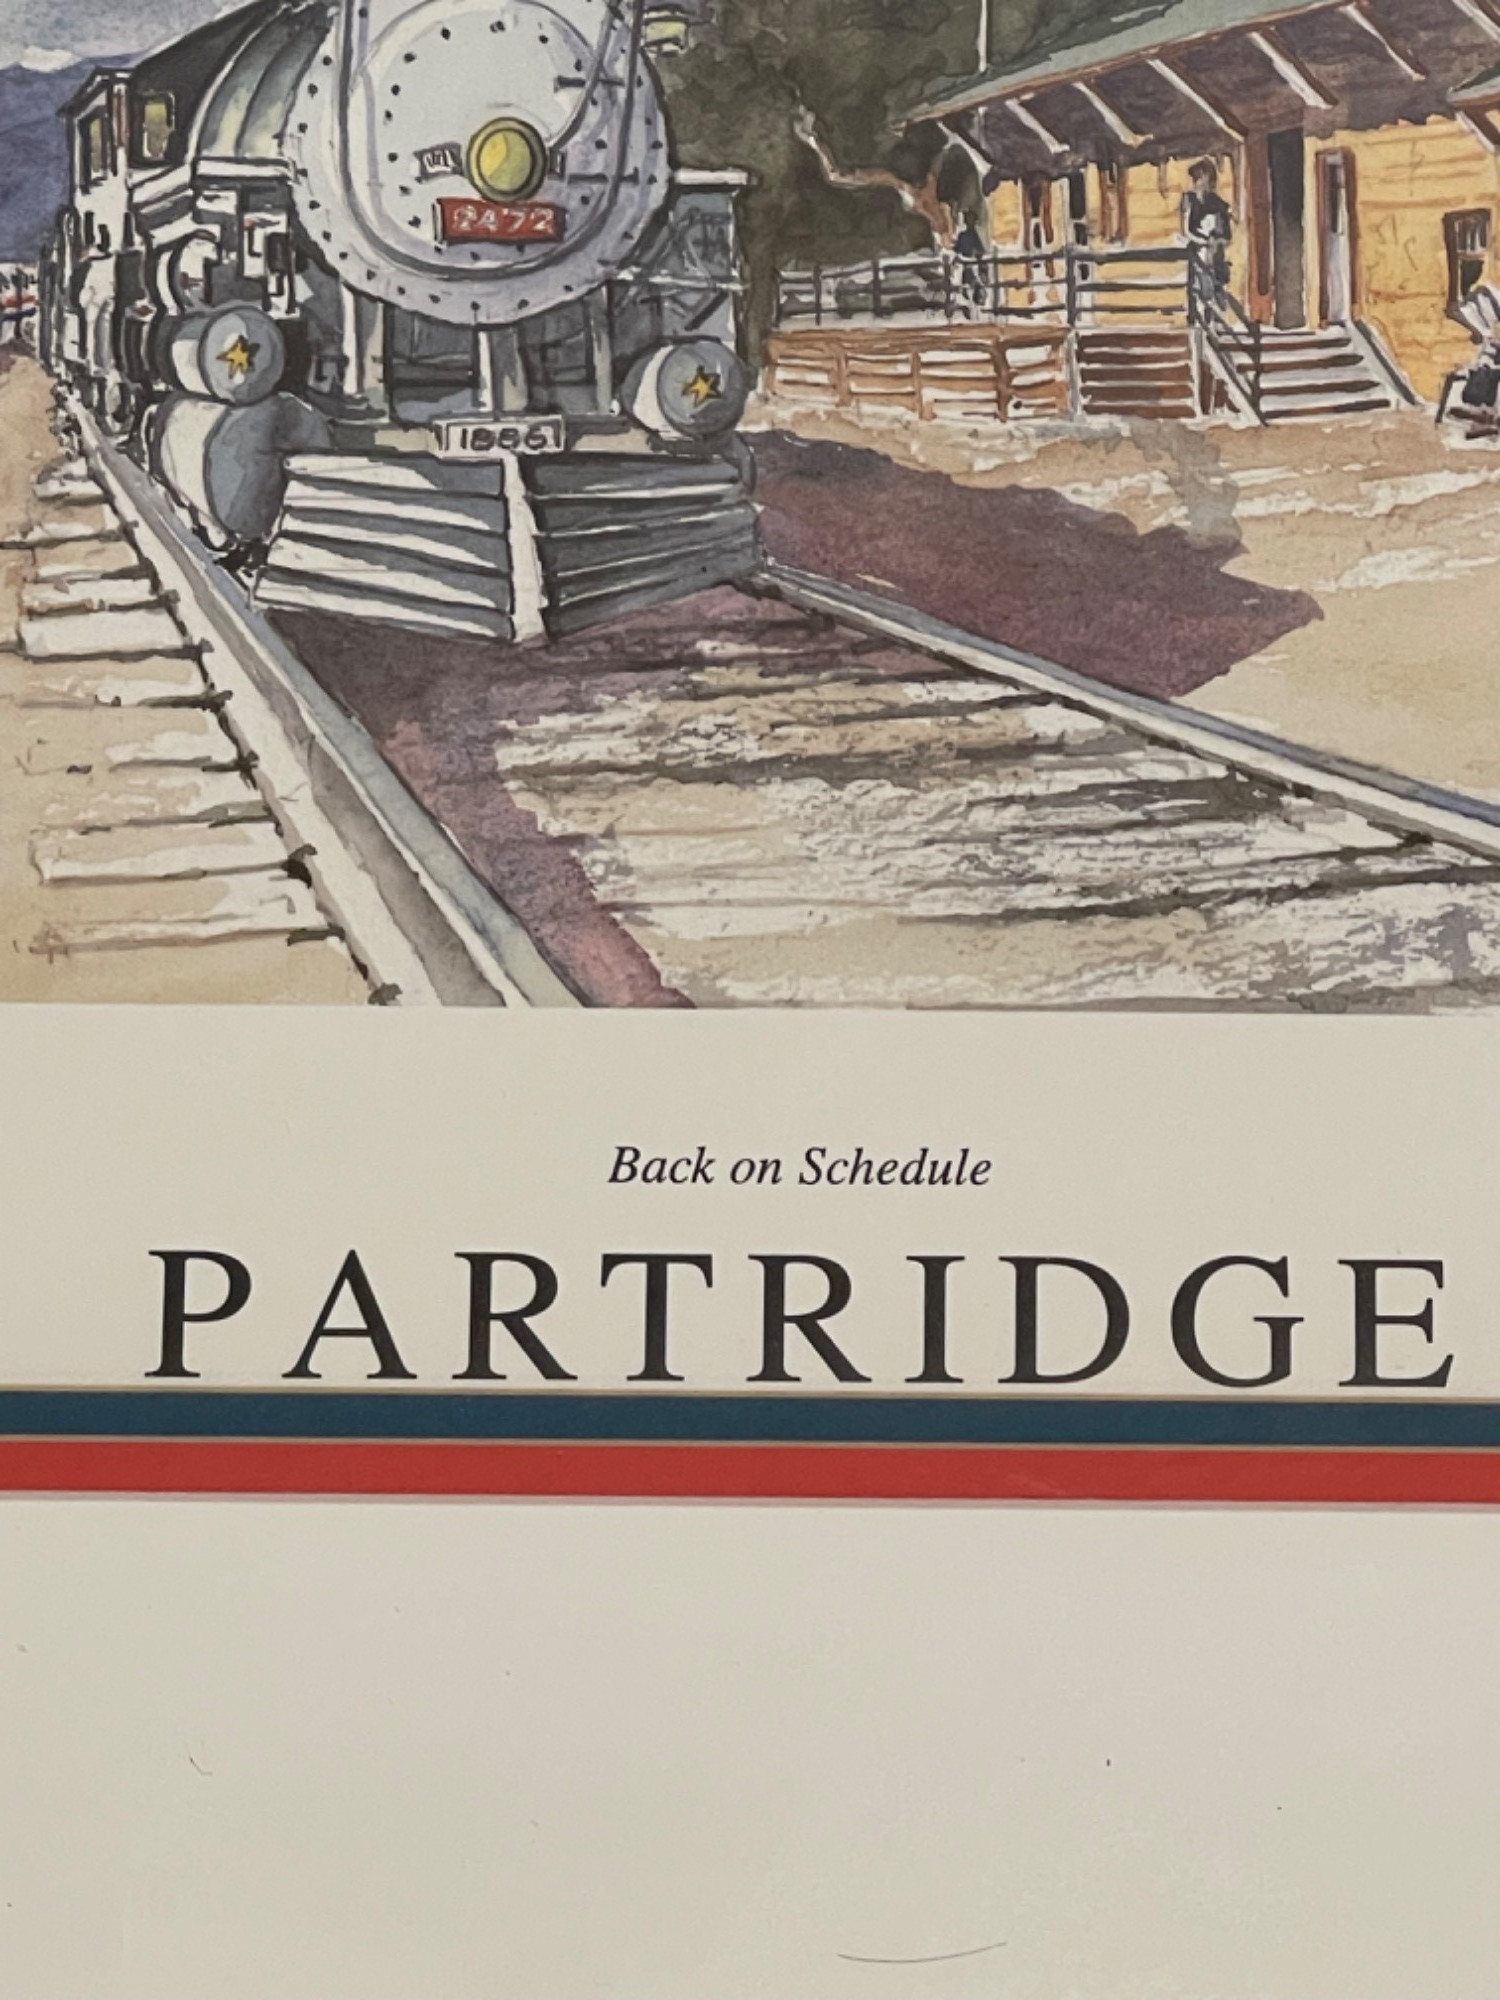 2472
1886
Back on Schedule
PARTRIDGE